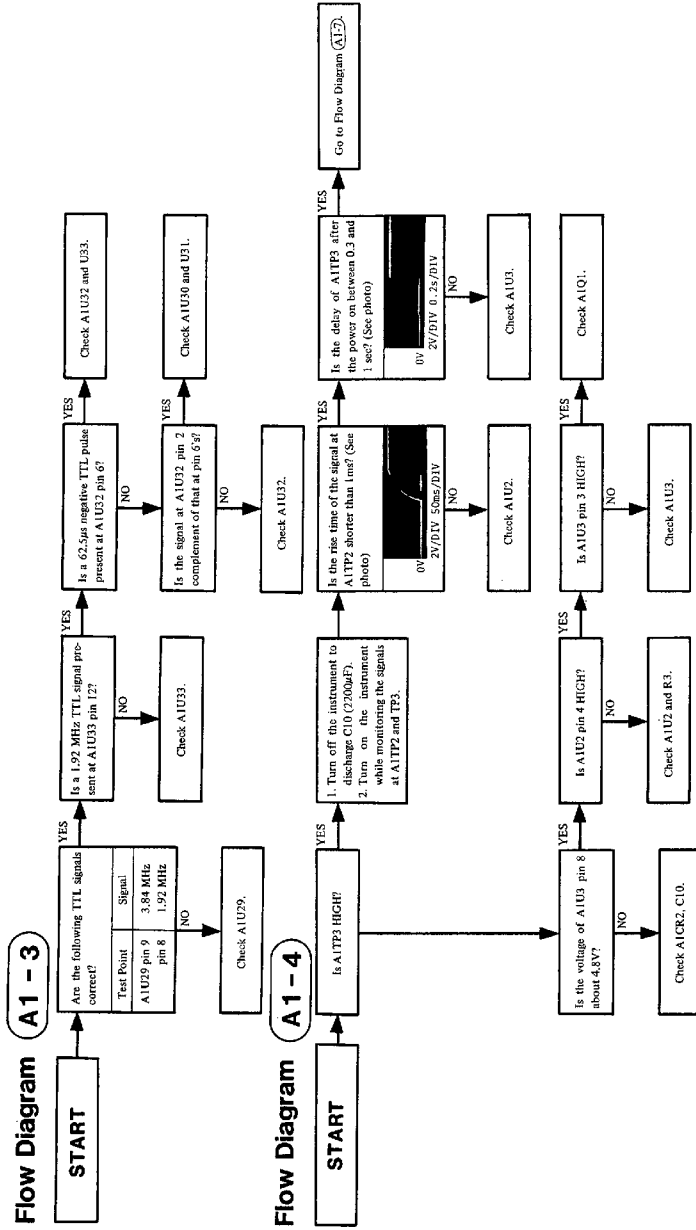 Flow Diagram A1 - 3
START
Are the following TTL signals
correct?
Test Point Signal
A1U29 pin 9 3.84 MHz
pin 8 1.92 MHz
NO
Check A1U29.
YES
Is a 1.92 MHz TTL signal pre-
sent at A1U33 pin 12?
NO
Check A1U33.
YES
Is a 62.5μs negative TTL pulse
present at A1U32 pin 6?
YES
Check A1U32 and U33.
NO
Is the signal at A1U32 pin 2
complement of that at pin 6's?
YES
Check A1U30 and U31.
NO
Check A1U32.
Flow Diagram A1 - 4
START
Is A1TP3 HIGH?
YES
1. Turn off the instrument to
discharge C10 (2200μF).
2. Turn on the instrument
while monitoring the signals
at A1TP2 and TP3.
Is the rise time of the signal at
A1TP2 shorter than 1ms? (See
photo)
0V
2V/DIV 50ms/DIV
NO
Check A1U2.
YES
Is the delay of A1TP3 after
the power on between 0.3 and
1 sec? (See photo)
0V
2V/DIV 0.2s/DIV
NO
Check A1U3.
YES
Go to Flow Diagram A1-7.
Is the voltage of A1U3 pin 8
about 4.8V?
NO
Check A1CR2, C10.
YES
Is A1U2 pin 4 HIGH?
NO
Check A1U2 and R3.
YES
Is A1U3 pin 3 HIGH?
NO
Check A1U3.
YES
Check A1Q1.